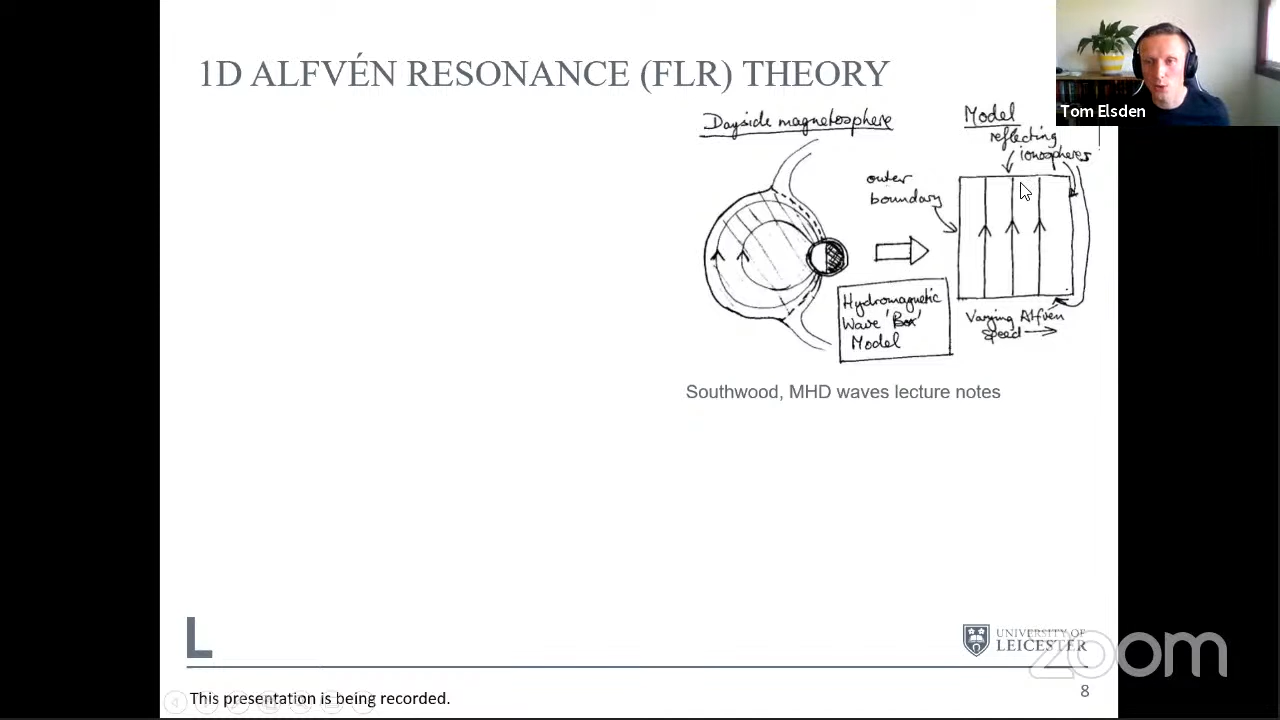 1D ALFVÉN RESONANCE (FLR) THEORY
Tom Elsden
Dayside magnetosphere
Model
reflecting
ionospheres
outer
boundary
Hydromagnetic
Wave 'Box'
Model
Varying Alfvén
speed
Southwood, MHD waves lecture notes
L
UNIVERSITY OF
LEICESTER
zoom
This presentation is being recorded.
8